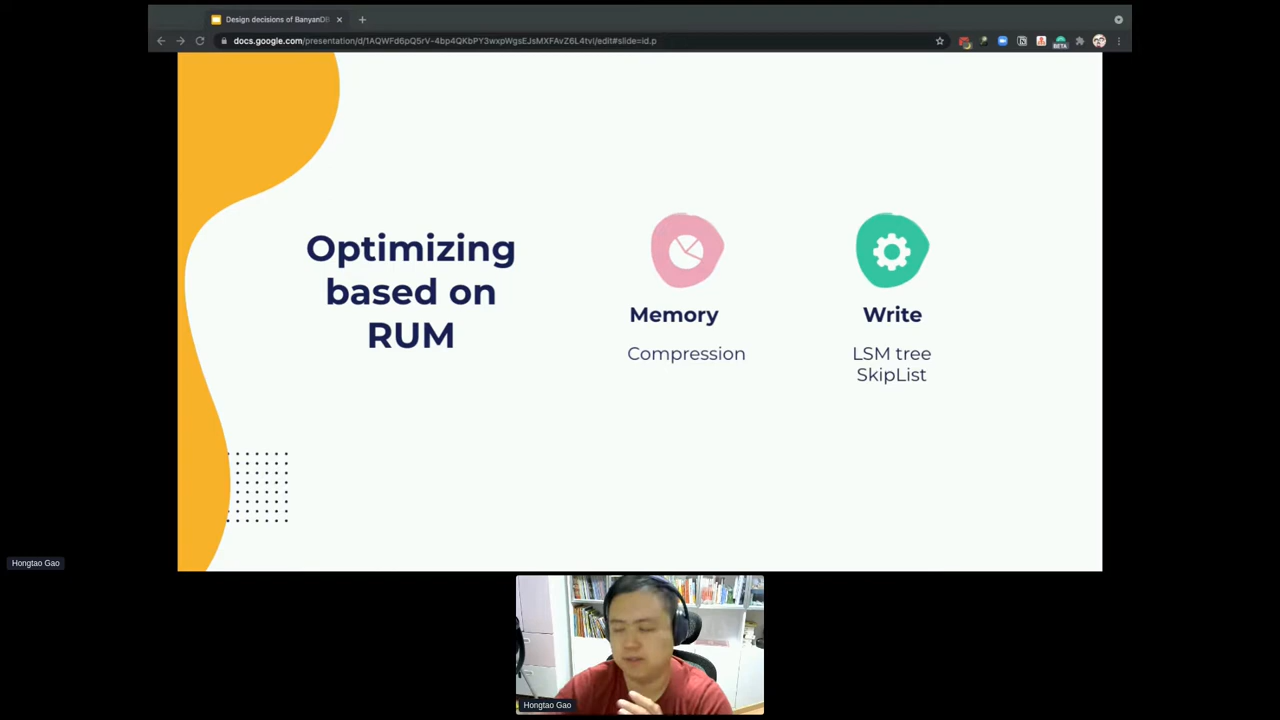 Design decisions of BanyanDB
docs.google.com/presentation/d/1AQWFd6pQ5rV-4bp4QKbPY3wxpWgsEJsMXFAvZ6L4tvI/edit#slide=id.p
BETA
Optimizing
based on
RUM
Memory
Compression
Write
LSM tree
SkipList
Hongtao Gao
Hongtao Gao